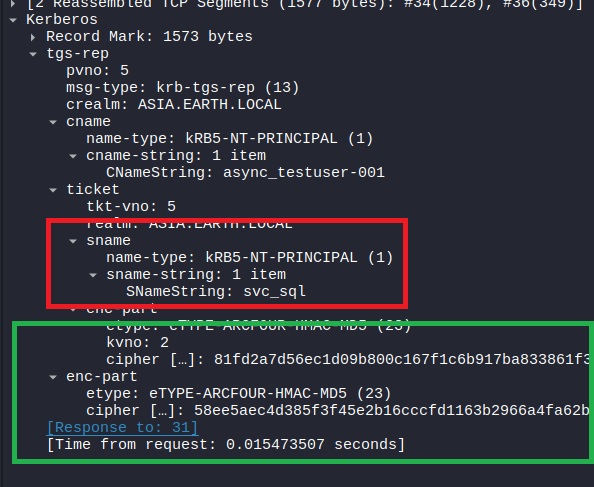 [2 Reassembled TCP Segments (1577 bytes): #34(1228), #36(349)]
Kerberos
Record Mark: 1573 bytes
tgs-rep
pvno: 5
msg-type: krb-tgs-rep (13)
crealm: ASIA.EARTH.LOCAL
cname
name-type: kRB5-NT-PRINCIPAL (1)
cname-string: 1 item
CNameString: async_testuser-001
ticket
tkt-vno: 5
realm: ASIA.EARTH.LOCAL
sname
name-type: kRB5-NT-PRINCIPAL (1)
sname-string: 1 item
SNameString: svc_sql
enc-part
etype: eTYPE-ARCFOUR-HMAC-MD5 (23)
kvno: 2
cipher […]: 81fd2a7d56ec1d09b800c167f1c6b917ba833861f3
enc-part
etype: eTYPE-ARCFOUR-HMAC-MD5 (23)
cipher […]: 58ee5aec4d385f3f45e2b16cccfd1163b2966a4fa62b
[Response to: 31]
[Time from request: 0.015473507 seconds]